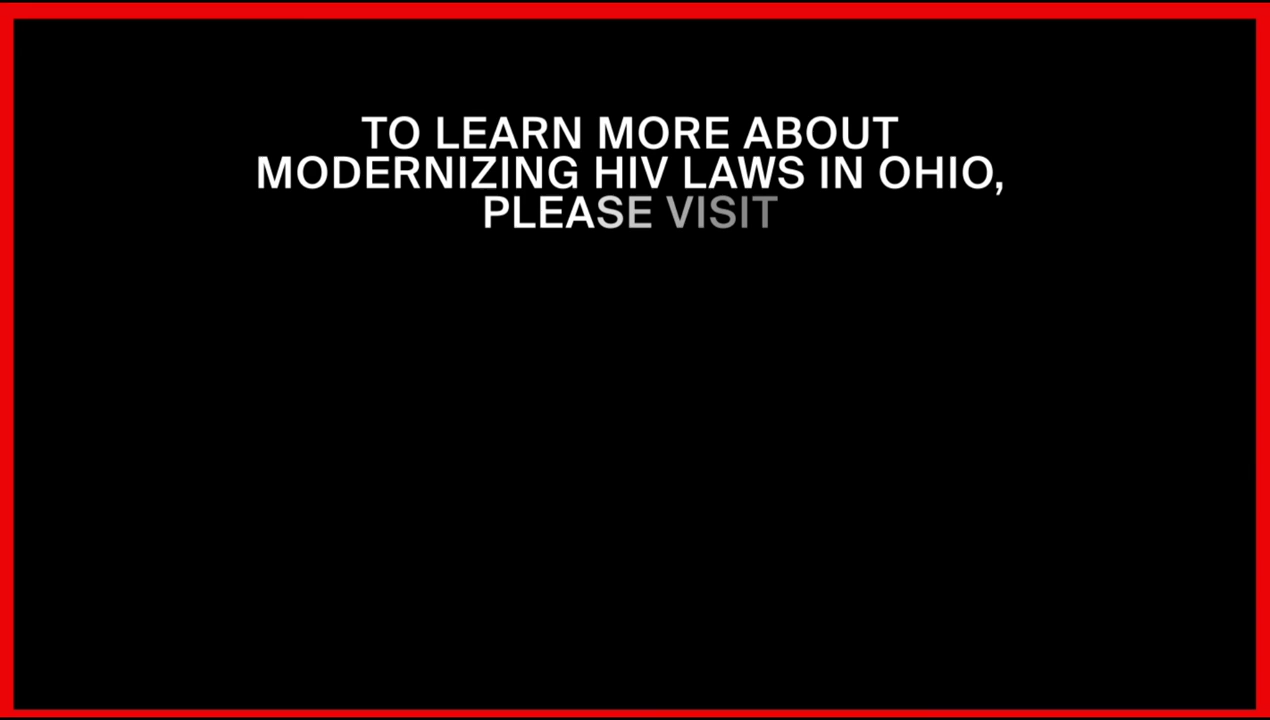 TO LEARN MORE ABOUT
MODERNIZING HIV LAWS IN OHIO,
PLEASE VISIT